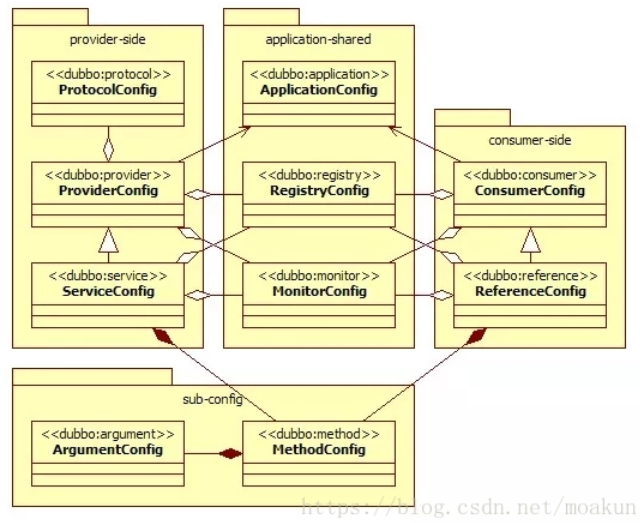 provider-side
application-shared
<<dubbo:protocol>>
ProtocolConfig
<<dubbo:application>>
ApplicationConfig
consumer-side
<<dubbo:provider>>
ProviderConfig
<<dubbo:registry>>
RegistryConfig
<<dubbo:consumer>>
ConsumerConfig
<<dubbo:service>>
ServiceConfig
<<dubbo:monitor>>
MonitorConfig
<<dubbo:reference>>
ReferenceConfig
sub-config
<<dubbo:argument>>
ArgumentConfig
<<dubbo:method>>
MethodConfig
https://blog.csdn.net/moakun